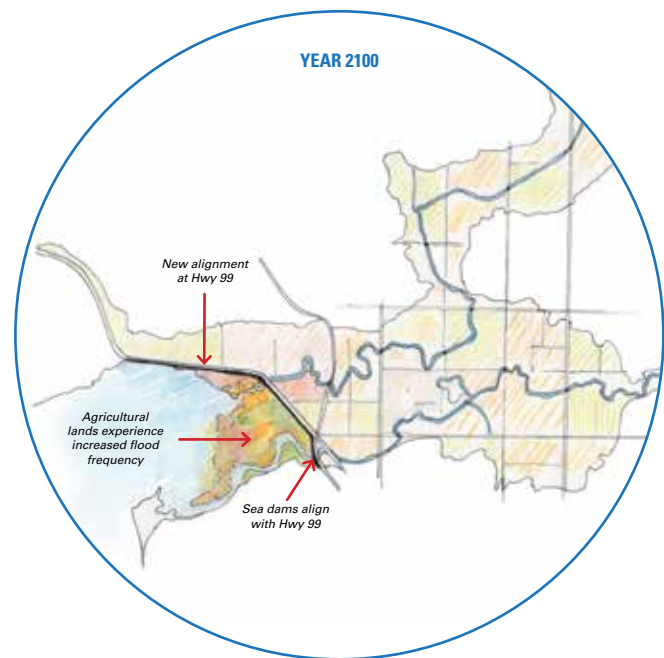 YEAR 2100
New alignment
at Hwy 99
Agricultural
lands experience
increased flood
frequency
Sea dams align
with Hwy 99